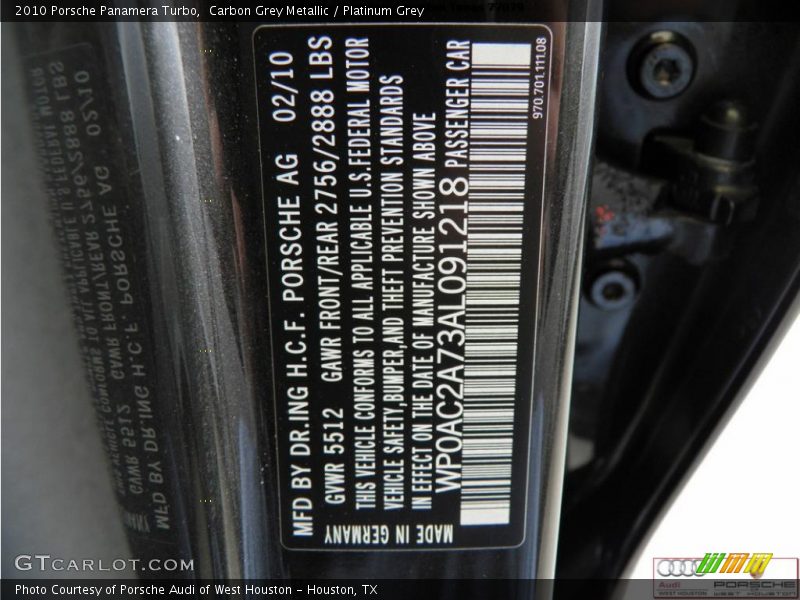 2010 Porsche Panamera Turbo, Carbon Grey Metallic / Platinum Grey
MFD BY DR.ING H.C.F. PORSCHE AG 02/10
GVWR 5512 GAWR FRONT/REAR 2756/2888 LBS
THIS VEHICLE CONFORMS TO ALL APPLICABLE U.S.FEDERAL MOTOR
VEHICLE SAFETY,BUMPER,AND THEFT PREVENTION STANDARDS
IN EFFECT ON THE DATE OF MANUFACTURE SHOWN ABOVE
WP0AC2A73AL091218 PASSENGER CAR
MADE IN GERMANY
970.701.111.08
GTCARLOT.COM
Audi
WEST HOUSTON
PORSCHE
WEST HOUSTON
Photo Courtesy of Porsche Audi of West Houston - Houston, TX